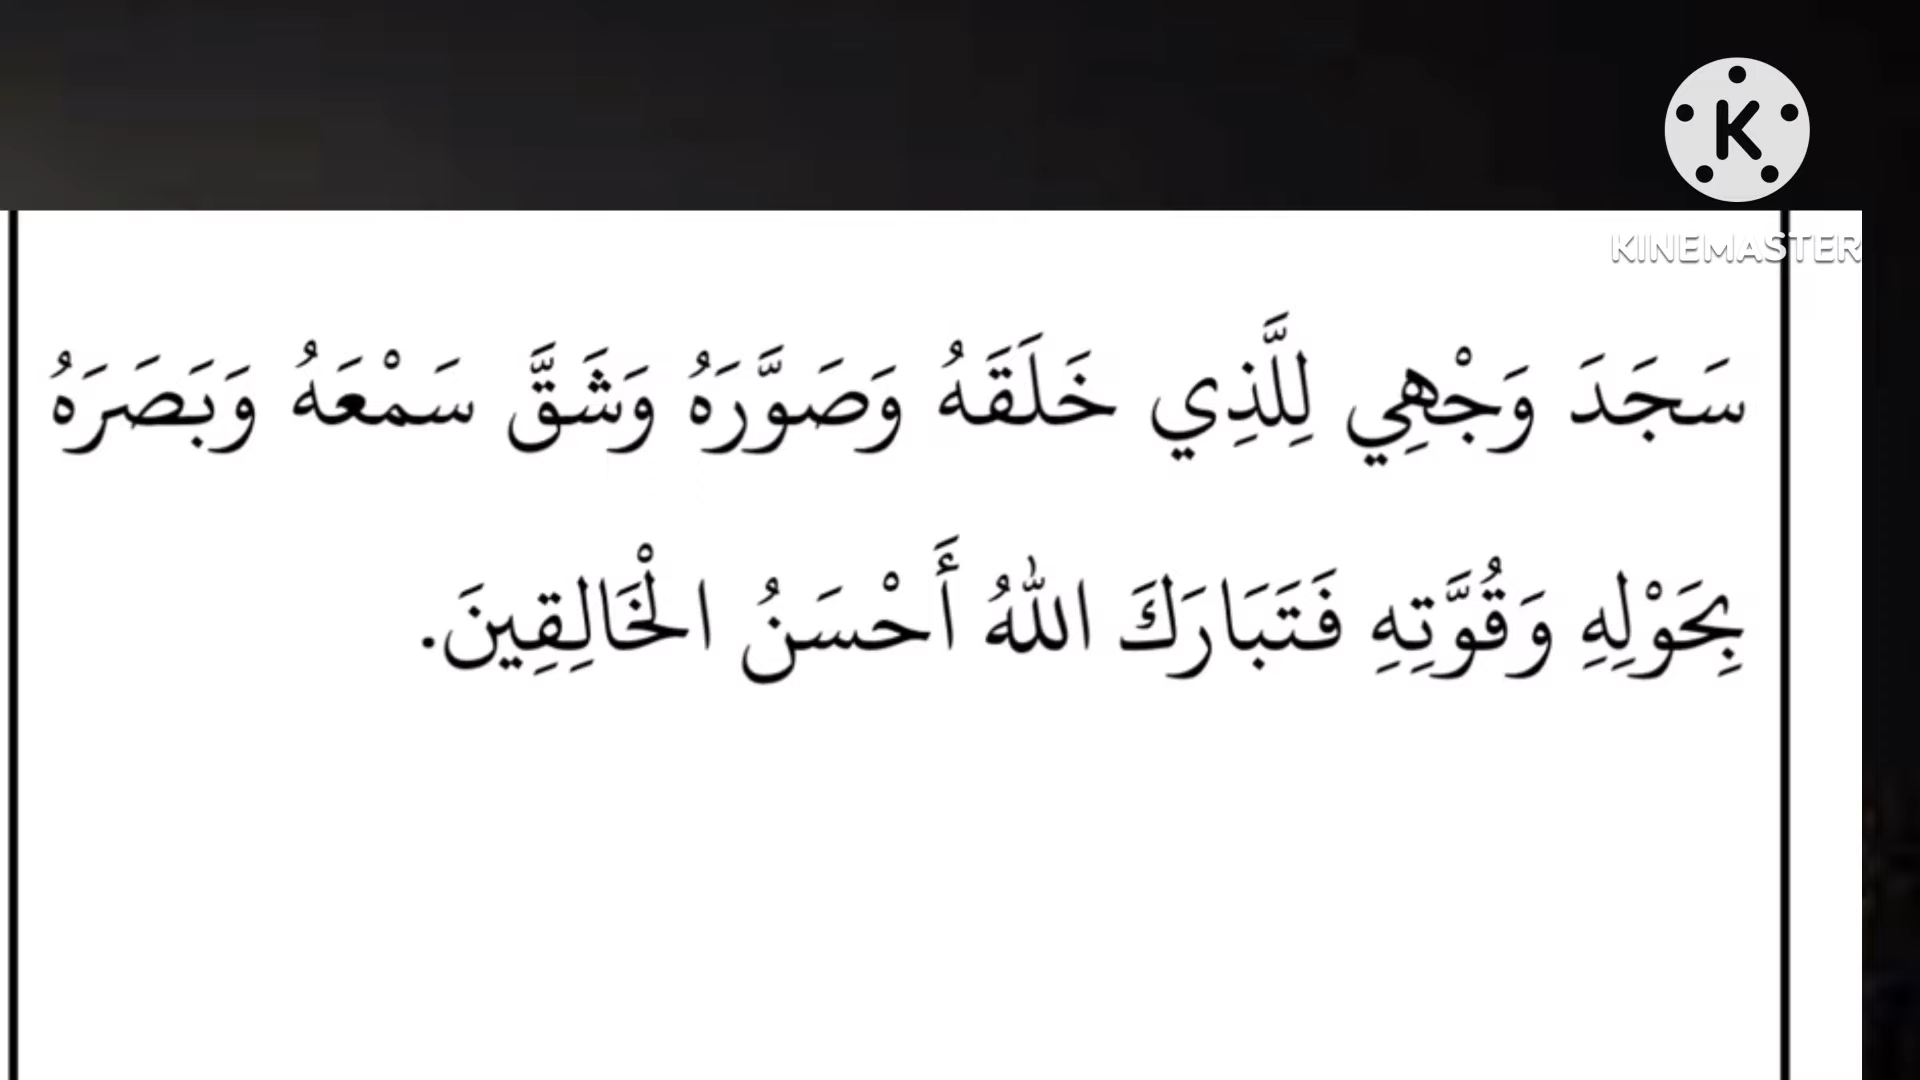 K
KINEMASTER
سَجَدَ وَجْهِي لِلَّذِي خَلَقَهُ وَصَوَّرَهُ وَشَقَّ سَمْعَهُ وَبَصَرَهُ
بِحَوْلِهِ وَقُوَّتِهِ فَتَبَارَكَ اللهُ أَحْسَنُ الْخَالِقِينَ.